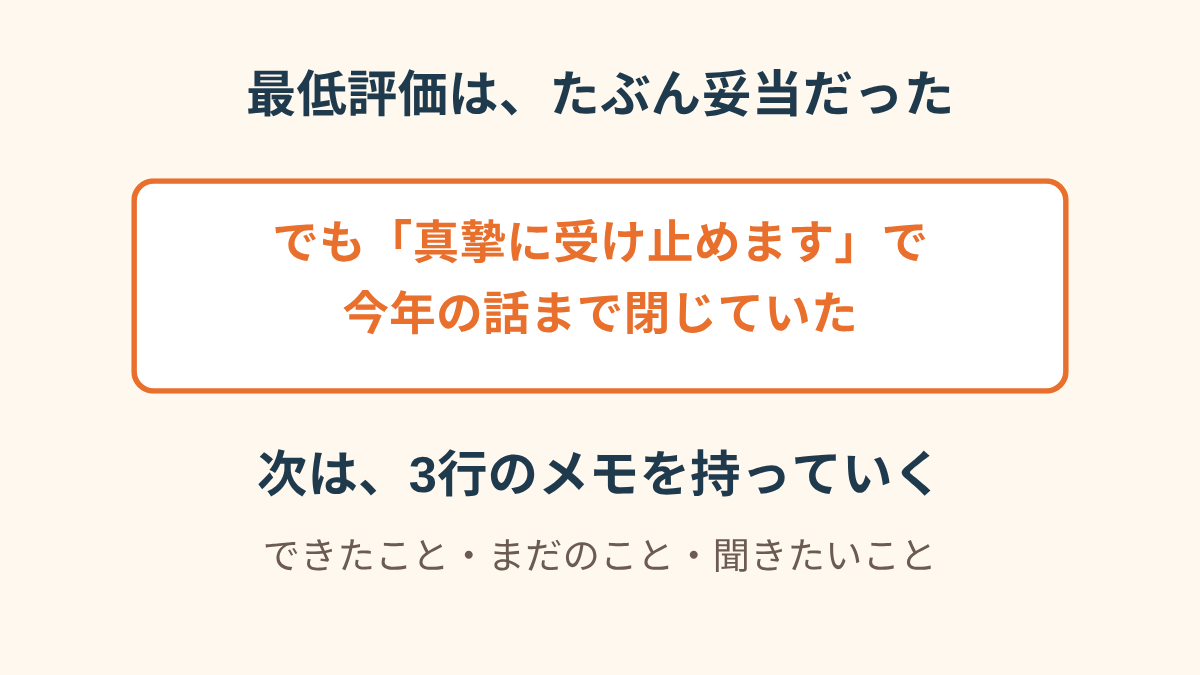 最低評価は、たぶん妥当だった
でも「真摯に受け止めます」で
今年の話まで閉じていた
次は、3行のメモを持っていく
できたこと・まだのこと・聞きたいこと